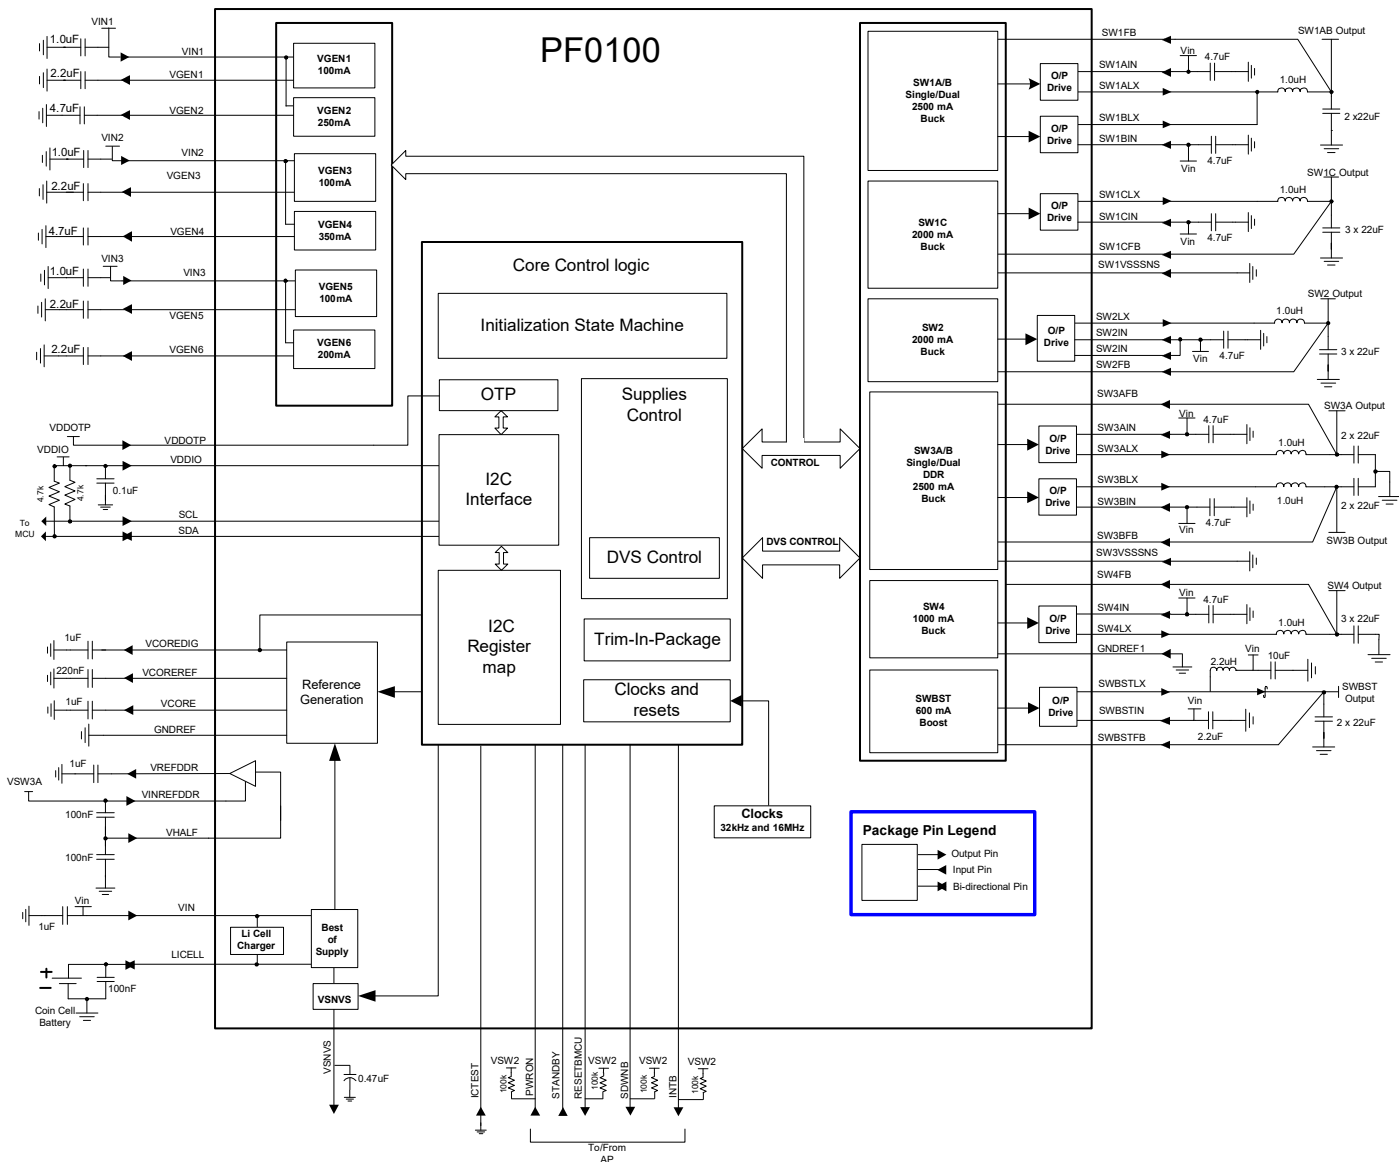 PF0100
VIN1
1.0uF
VIN1
2.2uF
VGEN1
4.7uF
VGEN2
VIN2
1.0uF
VIN2
2.2uF
VGEN3
4.7uF
VGEN4
VIN3
1.0uF
VIN3
2.2uF
VGEN5
2.2uF
VGEN6
VGEN1
100mA
VGEN2
250mA
VGEN3
100mA
VGEN4
350mA
VGEN5
100mA
VGEN6
200mA
VDDOTP
VDDOTP
VDDIO
VDDIO
4.7k
4.7k
0.1uF
To
MCU
SCL
SDA
Core Control logic
Initialization State Machine
OTP
I2C
Interface
I2C
Register
map
Supplies
Control
DVS Control
Trim-In-Package
Clocks and
resets
CONTROL
DVS CONTROL
1uF
VCOREDIG
220nF
VCOREREF
1uF
VCORE
GNDREF
Reference
Generation
1uF
VREFDDR
VSW3A
VINREFDDR
100nF
VHALF
100nF
Vin
VIN
1uF
Li Cell
Charger
Best
of
Supply
LICELL
+
−
100nF
Coin Cell
Battery
VSNVS
VSNVS
0.47uF
ICTEST
VSW2
100k
PWRON
STANDBY
RESETBMCU
VSW2
100k
SDWNB
VSW2
100k
INTB
VSW2
100k
To/From
AP
Clocks
32kHz and 16MHz
Package Pin Legend
Output Pin
Input Pin
Bi-directional Pin
SW1A/B
Single/Dual
2500 mA
Buck
SW1C
2000 mA
Buck
SW2
2000 mA
Buck
SW3A/B
Single/Dual
DDR
2500 mA
Buck
SW4
1000 mA
Buck
SWBST
600 mA
Boost
O/P
Drive
O/P
Drive
O/P
Drive
O/P
Drive
O/P
Drive
O/P
Drive
O/P
Drive
O/P
Drive
SW1FB
SW1AB Output
Vin
4.7uF
SW1AIN
SW1ALX
1.0uH
2 x22uF
SW1BLX
SW1BIN
Vin
4.7uF
SW1C Output
SW1CLX
1.0uH
SW1CIN
Vin
4.7uF
3 x 22uF
SW1CFB
SW1VSSSNS
SW2 Output
SW2LX
1.0uH
SW2IN
SW2IN
Vin
4.7uF
3 x 22uF
SW2FB
SW3AFB
SW3A Output
Vin
4.7uF
SW3AIN
2 x 22uF
SW3ALX
1.0uH
SW3BLX
1.0uH
SW3BIN
2 x 22uF
Vin
4.7uF
SW3BFB
SW3B Output
SW3VSSSNS
SW4FB
SW4 Output
Vin
4.7uF
SW4IN
3 x 22uF
SW4LX
1.0uH
GNDREF1
Vin
2.2uH
10uF
SWBSTLX
SWBST
Output
Vin
SWBSTIN
2.2uF
2 x 22uF
SWBSTFB